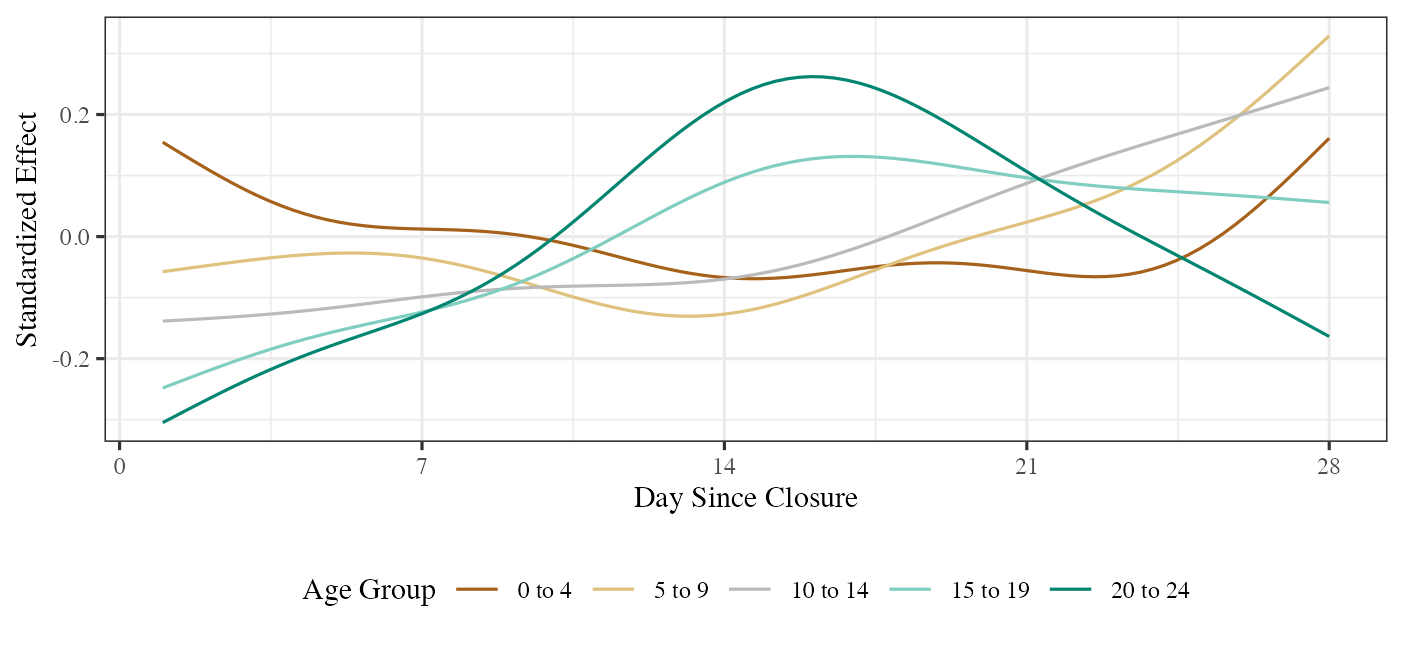 Standardized Effect
0.2
0.0
-0.2
0 7 14 21 28
Day Since Closure
Age Group 0 to 4 5 to 9 10 to 14 15 to 19 20 to 24